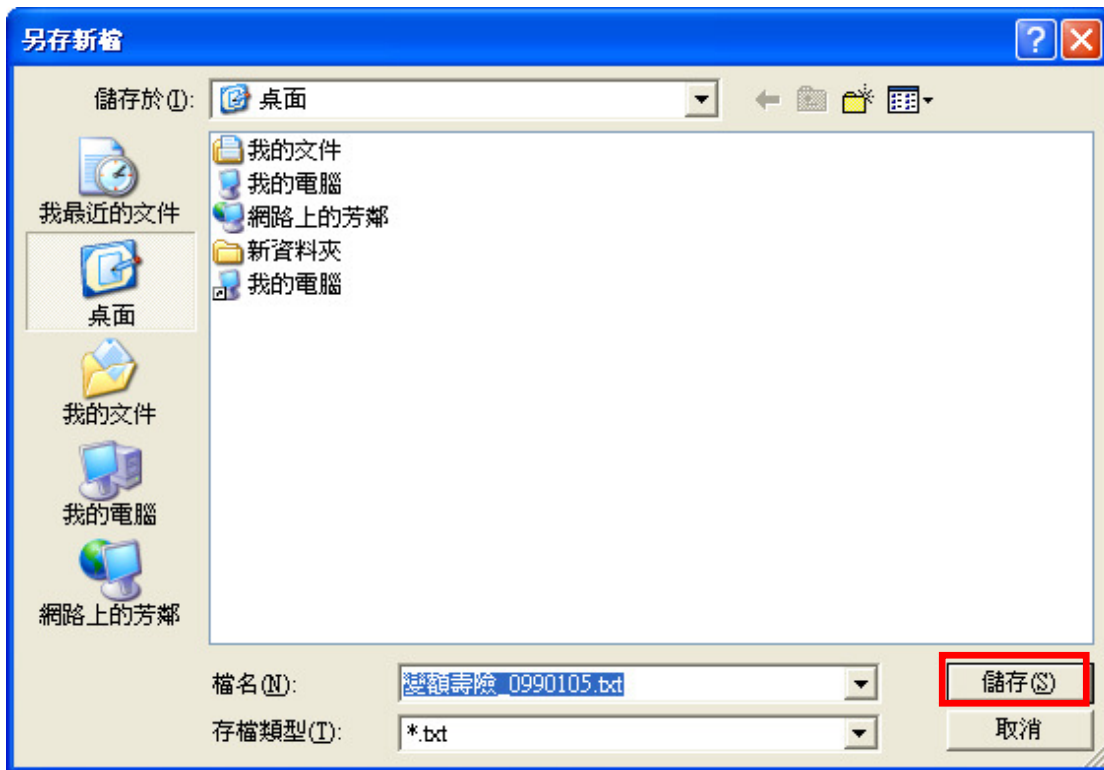 另存新檔
儲存於(I): 桌面
我的文件
我的電腦
網路上的芳鄰
新資料夾
我的電腦
我最近的文件
桌面
我的文件
我的電腦
網路上的芳鄰
檔名(N): 變額壽險_0990105.txt 儲存(S)
存檔類型(T): *.txt 取消